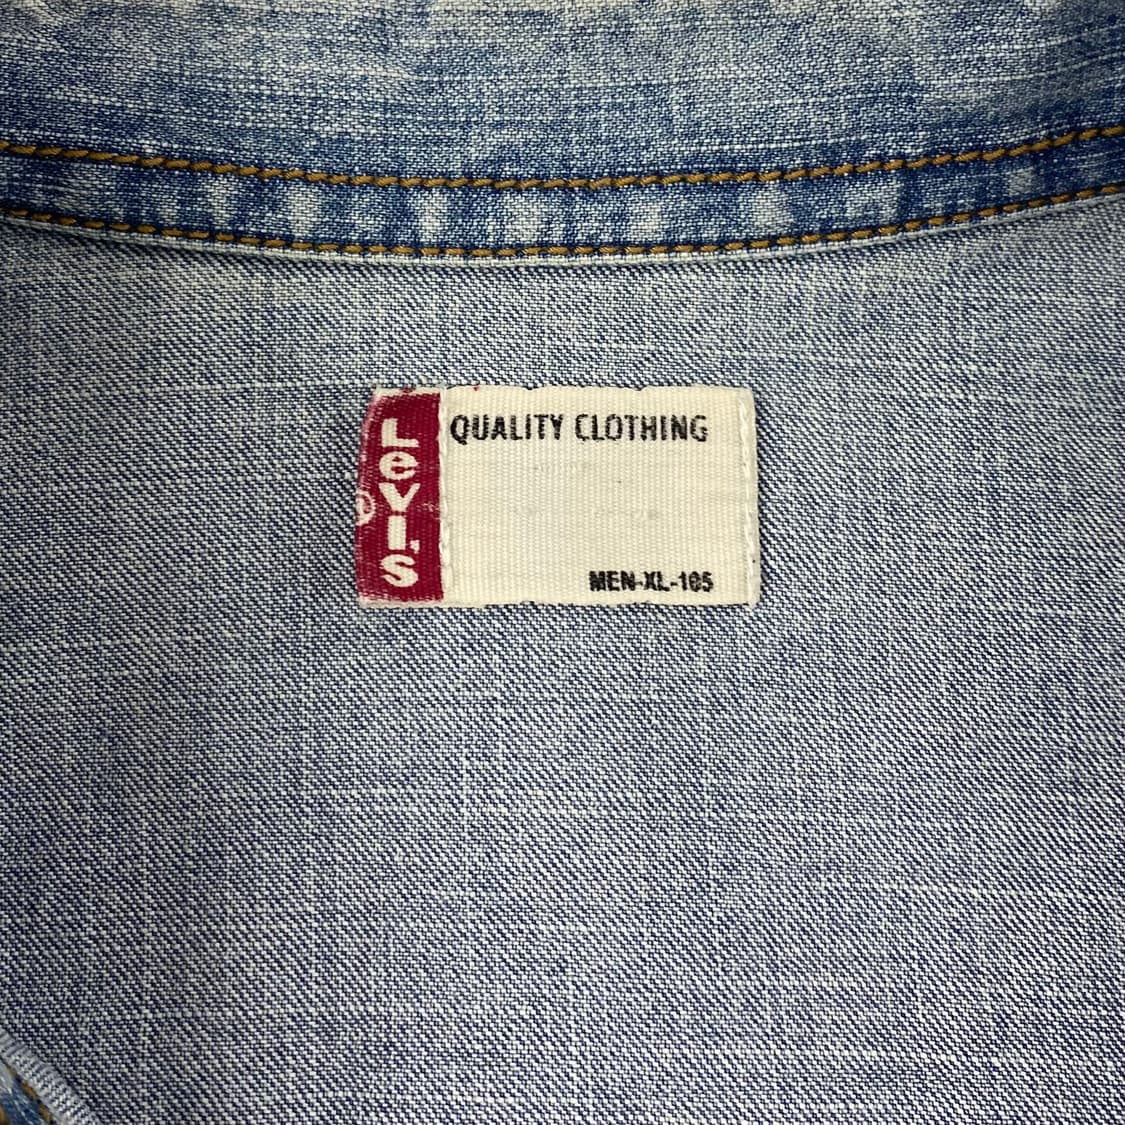 LeVI's
®
QUALITY CLOTHING
MEN-XL-105